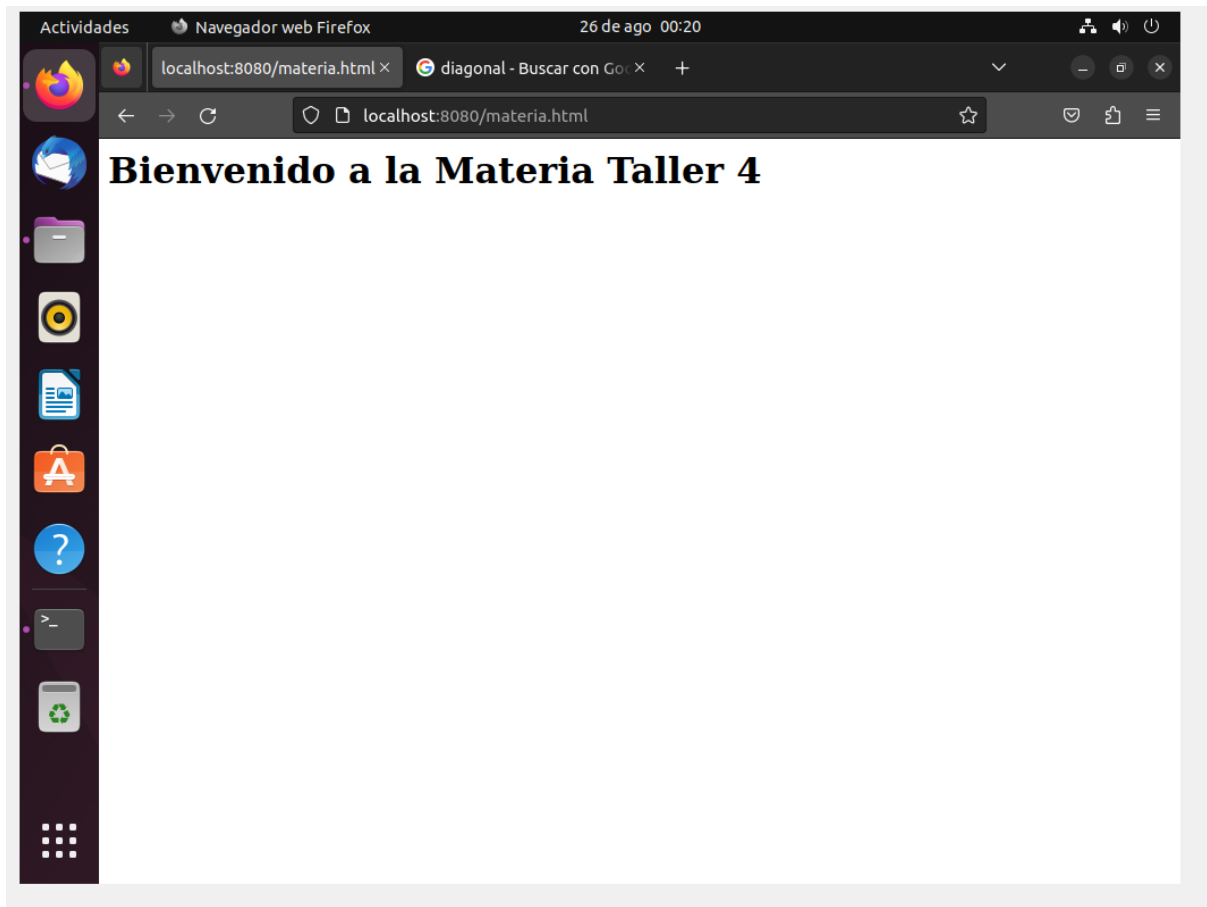 Actividades Navegador web Firefox 26 de ago 00:20
localhost:8080/materia.html diagonal - Buscar con Goo
localhost:8080/materia.html
Bienvenido a la Materia Taller 4